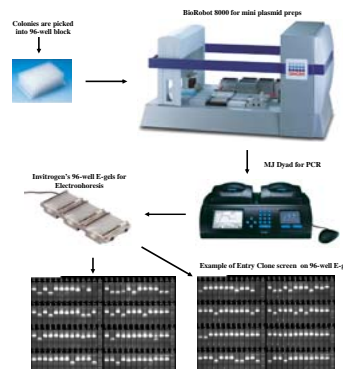 Colonies are picked
into 96-well block
BioRobot 8000 for mini plasmid preps
MJ Dyad for PCR
Invitrogen's 96-well E-gels for
Electrophoresis
Example of Entry Clone screen on 96-well E-g